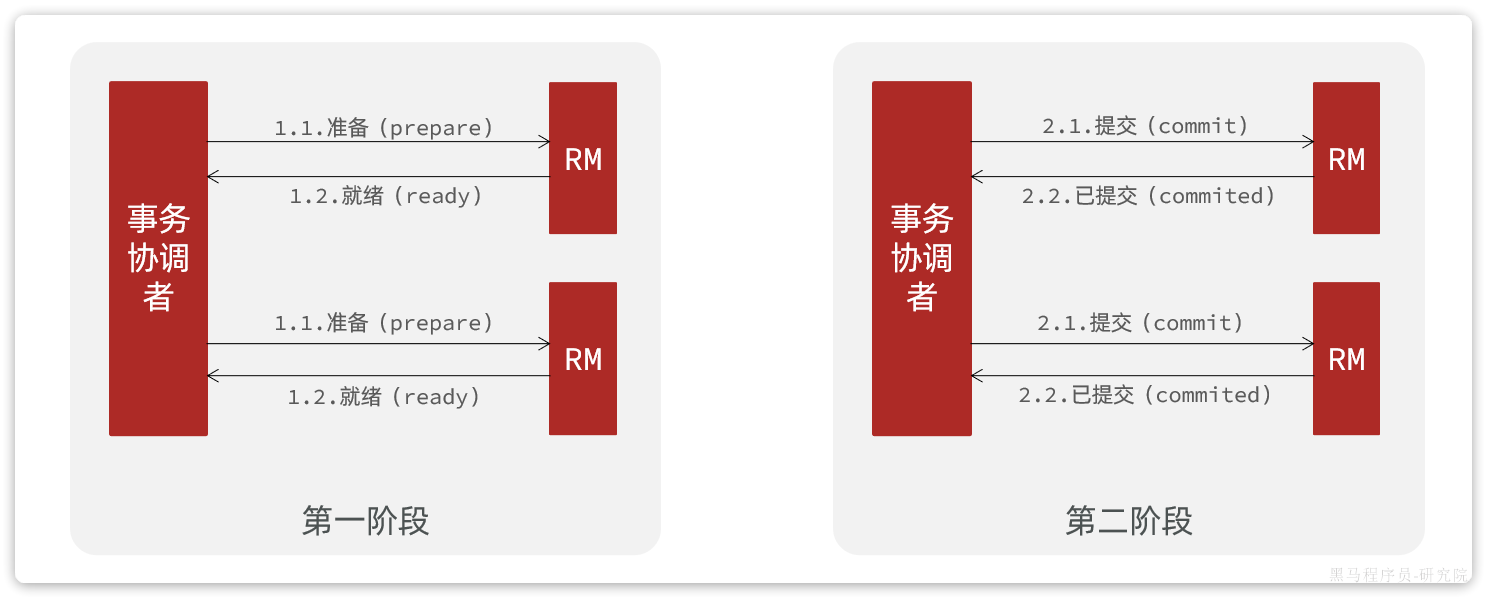 1.1.准备（prepare）
1.2.就绪（ready）
RM
事务
协调
者
1.1.准备（prepare）
1.2.就绪（ready）
RM
第一阶段
2.1.提交（commit）
2.2.已提交（commited）
RM
事务
协调
者
2.1.提交（commit）
2.2.已提交（commited）
RM
第二阶段
黑马程序员-研究院